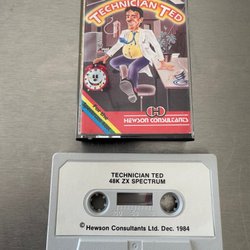 TECHNICIAN TED
HEWSON CONSULTANTS
TECHNICIAN TED
48K ZX SPECTRUM
© Hewson Consultants Ltd. Dec. 1984